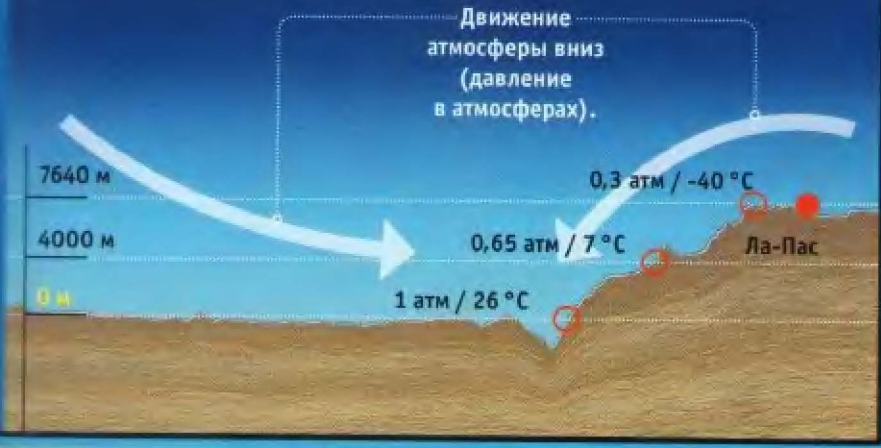 Движение
атмосферы вниз
(давление
в атмосферах).
7640 м
0,3 атм / -40 °C
4000 м
0,65 атм / 7 °C
Ла-Пас
0 м
1 атм / 26 °C